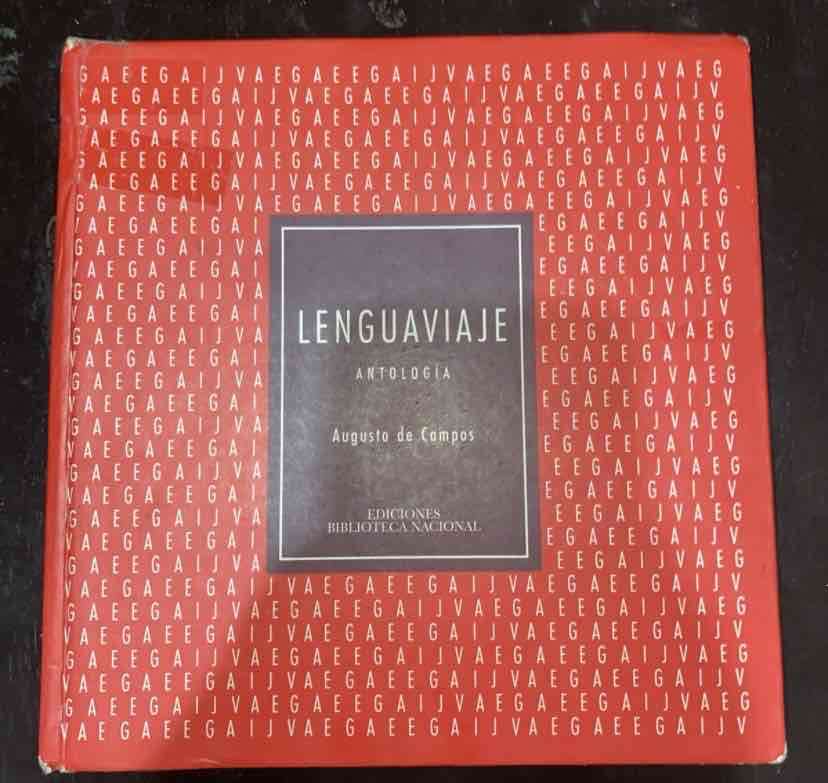 G A E E G A I J V A E G A E E G A I J V A E G A E E G A I J V A E G
V A E G A E E G A I J V A E G A E E G A I J V A E G A E E G A I J V
G A E E G A I J V A E G A E E G A I J V A E G A E E G A I J V A E G
V A E G A E E G A I J V A E G A E E G A I J V A E G A E E G A I J V
G A E E G A I J V A E G A E E G A I J V A E G A E E G A I J V A E G
V A E G A E E G A I J V A E G A E E G A I J V A E G A E E G A I J V
G A E E G A I J V A E G A E E G A I J V A E G A E E G A I J V A E G
V A E G A E E G A E G A E E G A I J V
G A E E G A I J V A E E G A I J V A E G
V A E G A E E G A I E G A E E G A I J V
G A E E G A I J V A E E G A I J V A E G
V A E G A E E G A I E G A E E G A I J V
G A E E G A I J V A E E G A I J V A E G
V A E G A E E G A I E G A E E G A I J V
G A E E G A I J V A E E G A I J V A E G
V A E G A E E G A I E G A E E G A I J V
G A E E G A I J V A E E G A I J V A E G
V A E G A E E G A E G A E E G A I J V
G A E E G A I J V A E E G A I J V A E G
V A E G A E E G A E G A E E G A I J V
G A E E G A I J V A E E G A I J V A E G
V A E G A E E G A E G A E E G A I J V
G A E E G A I J V A E E G A I J V A E G
LENGUAVIAJE
ANTOLOGÍA
Augusto de Campos
EDICIONES
BIBLIOTECA NACIONAL
V A E G A E E G A I J V A E G A E E G A I J V A E G A E E G A I J V
G A E E G A I J V A E G A E E G A I J V A E G A E E G A I J V A E G
V A E G A E E G A I J V A E G A E E G A I J V A E G A E E G A I J V
G A E E G A I J V A E G A E E G A I J V A E G A E E G A I J V A E G
V A E G A E E G A I J V A E G A E E G A I J V A E G A E E G A I J V
G A E E G A I J V A E G A E E G A I J V A E G A E E G A I J V A E G
V A E G A E E G A I J V A E G A E E G A I J V A E G A E E G A I J V